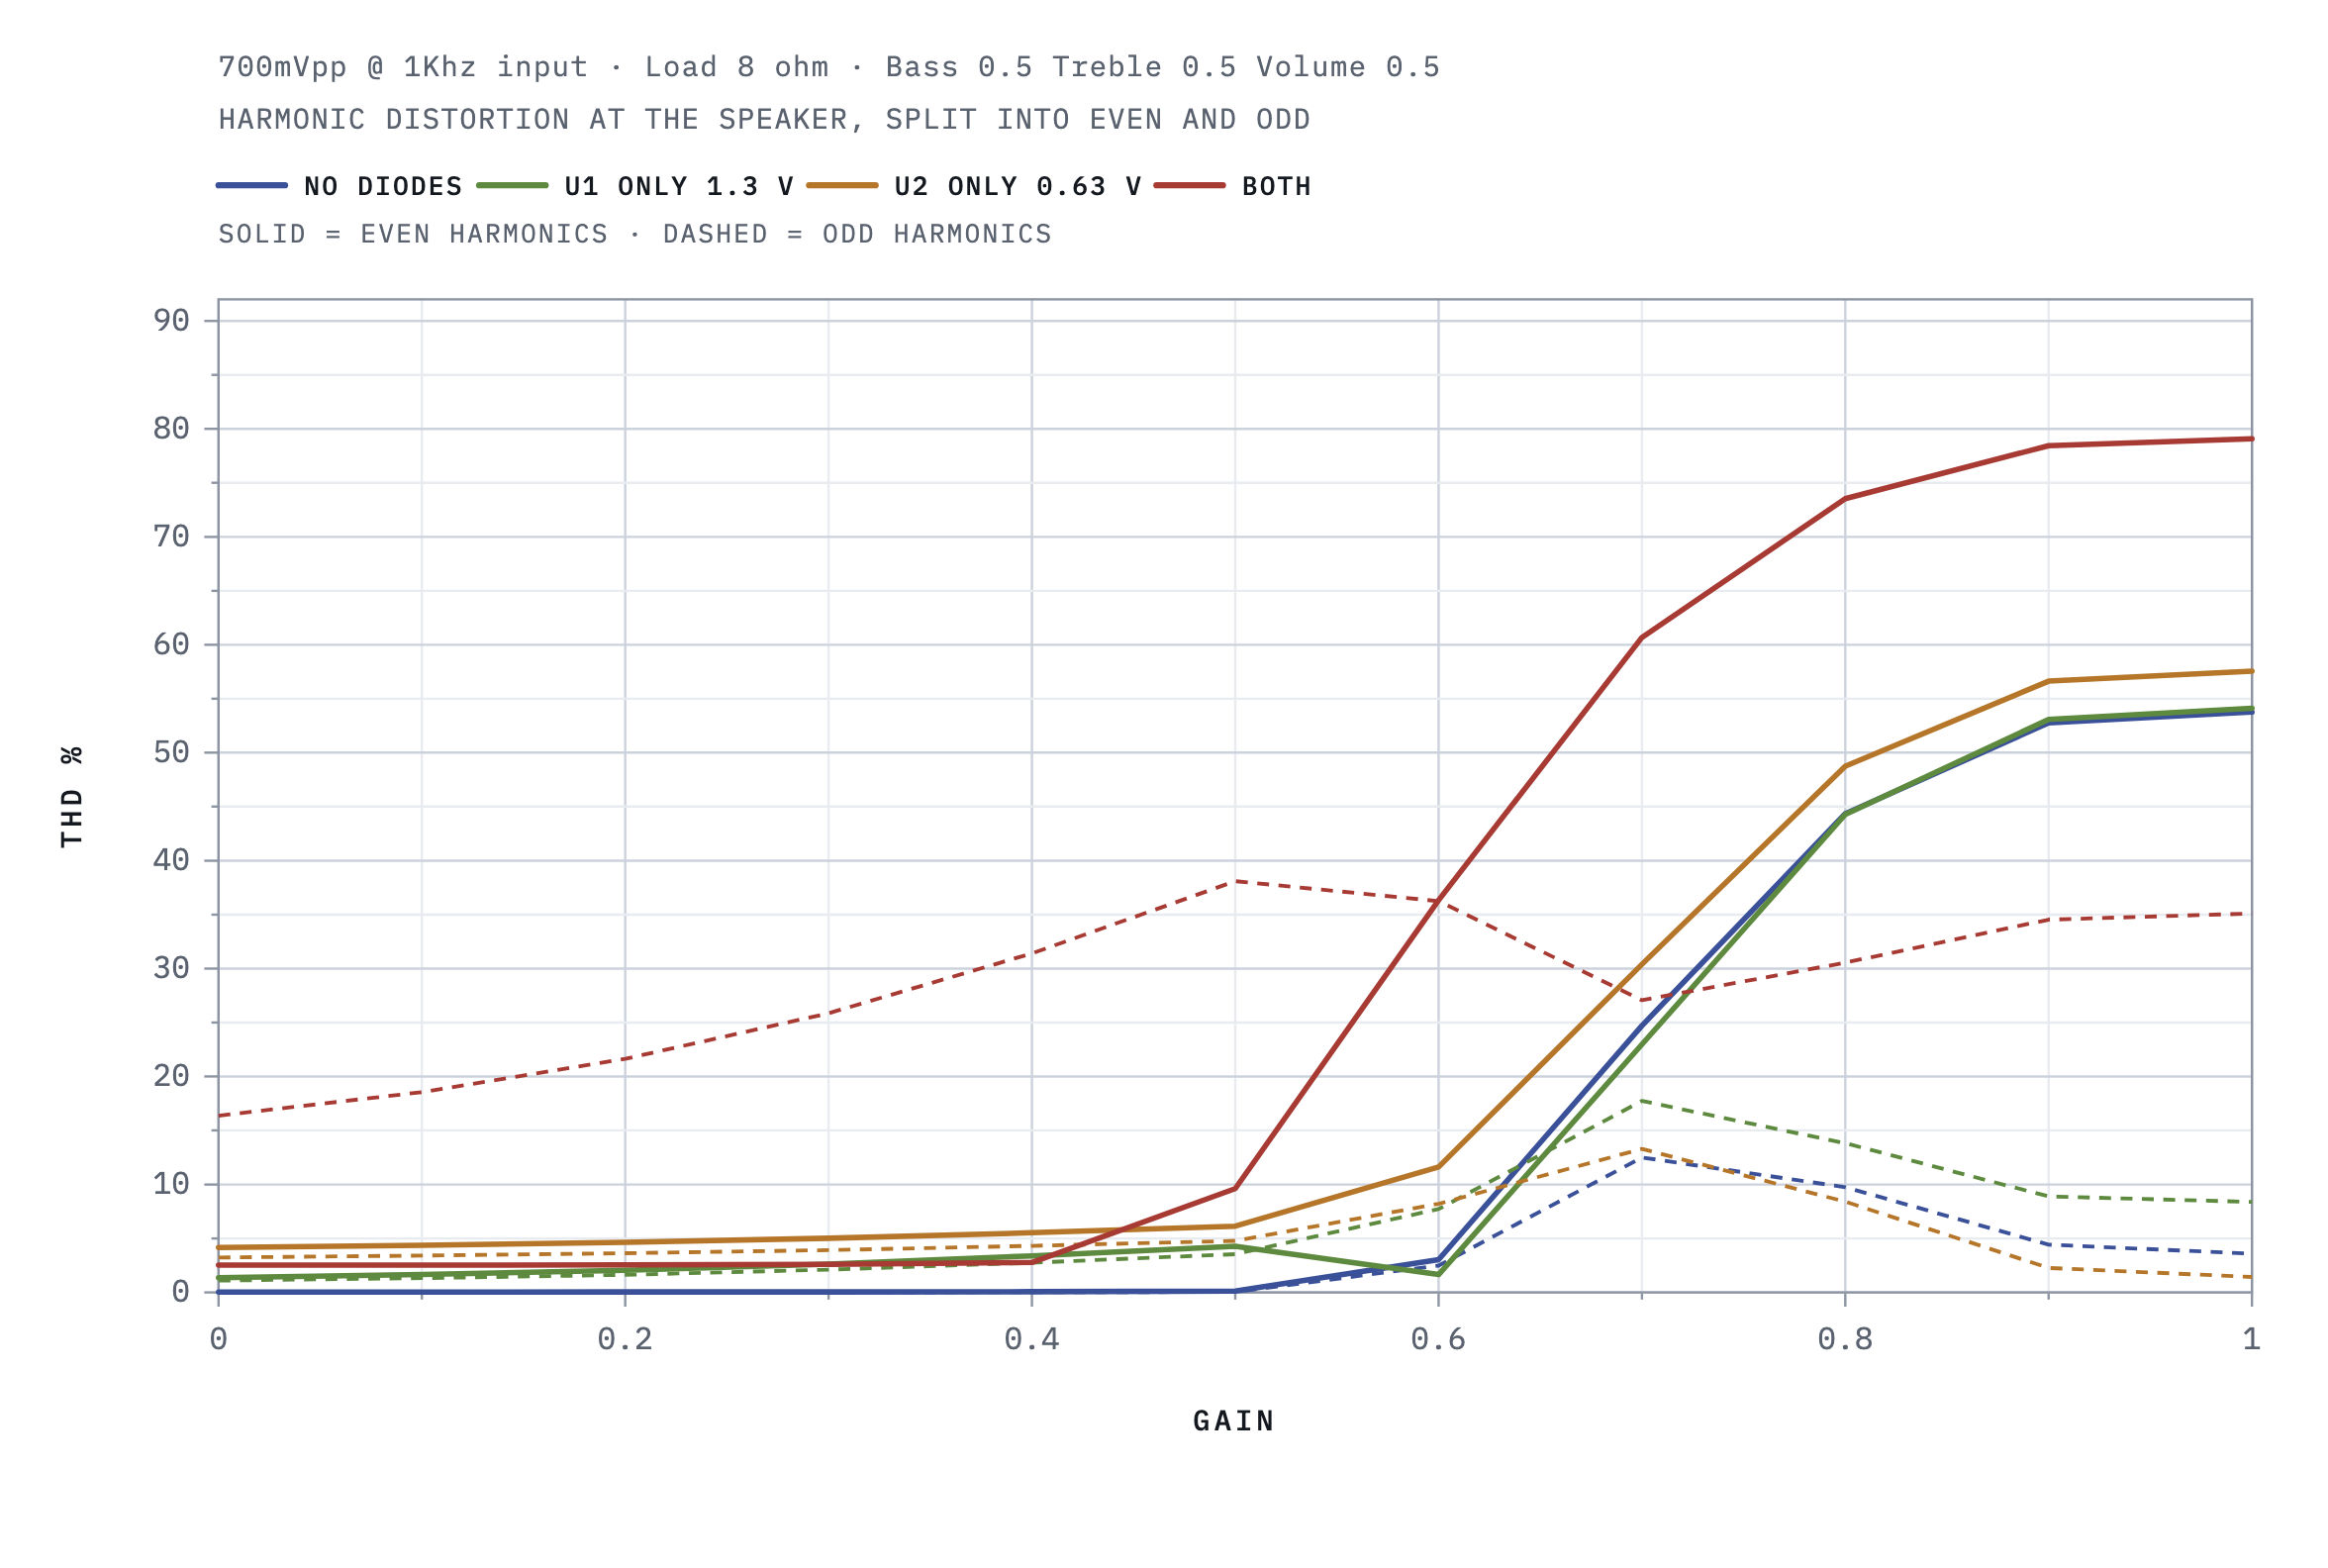 700mVpp @ 1Khz input · Load 8 ohm · Bass 0.5 Treble 0.5 Volume 0.5
HARMONIC DISTORTION AT THE SPEAKER, SPLIT INTO EVEN AND ODD
NO DIODES U1 ONLY 1.3 V U2 ONLY 0.63 V BOTH
SOLID = EVEN HARMONICS · DASHED = ODD HARMONICS
90
80
70
60
50
40
30
20
10
0
THD %
0 0.2 0.4 0.6 0.8 1
GAIN